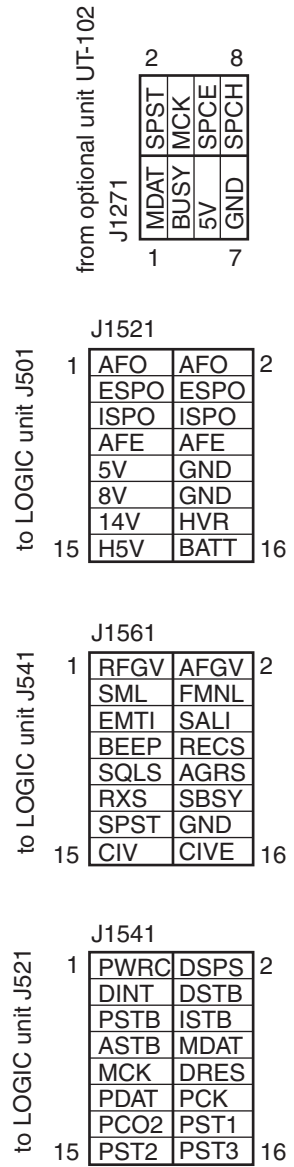 from optional unit UT-102
J1271
2 8
SPST MCK SPCE SPCH
MDAT BUSY 5V GND
1 7
to LOGIC unit J501
J1521
1 AFO AFO 2
ESPO ESPO
ISPO ISPO
AFE AFE
5V GND
8V GND
14V HVR
15 H5V BATT 16
to LOGIC unit J541
J1561
1 RFGV AFGV 2
SML FMNL
EMTI SALI
BEEP RECS
SQLS AGRS
RXS SBSY
SPST GND
15 CIV CIVE 16
to LOGIC unit J521
J1541
1 PWRC DSPS 2
DINT DSTB
PSTB ISTB
ASTB MDAT
MCK DRES
PDAT PCK
PCO2 PST1
15 PST2 PST3 16